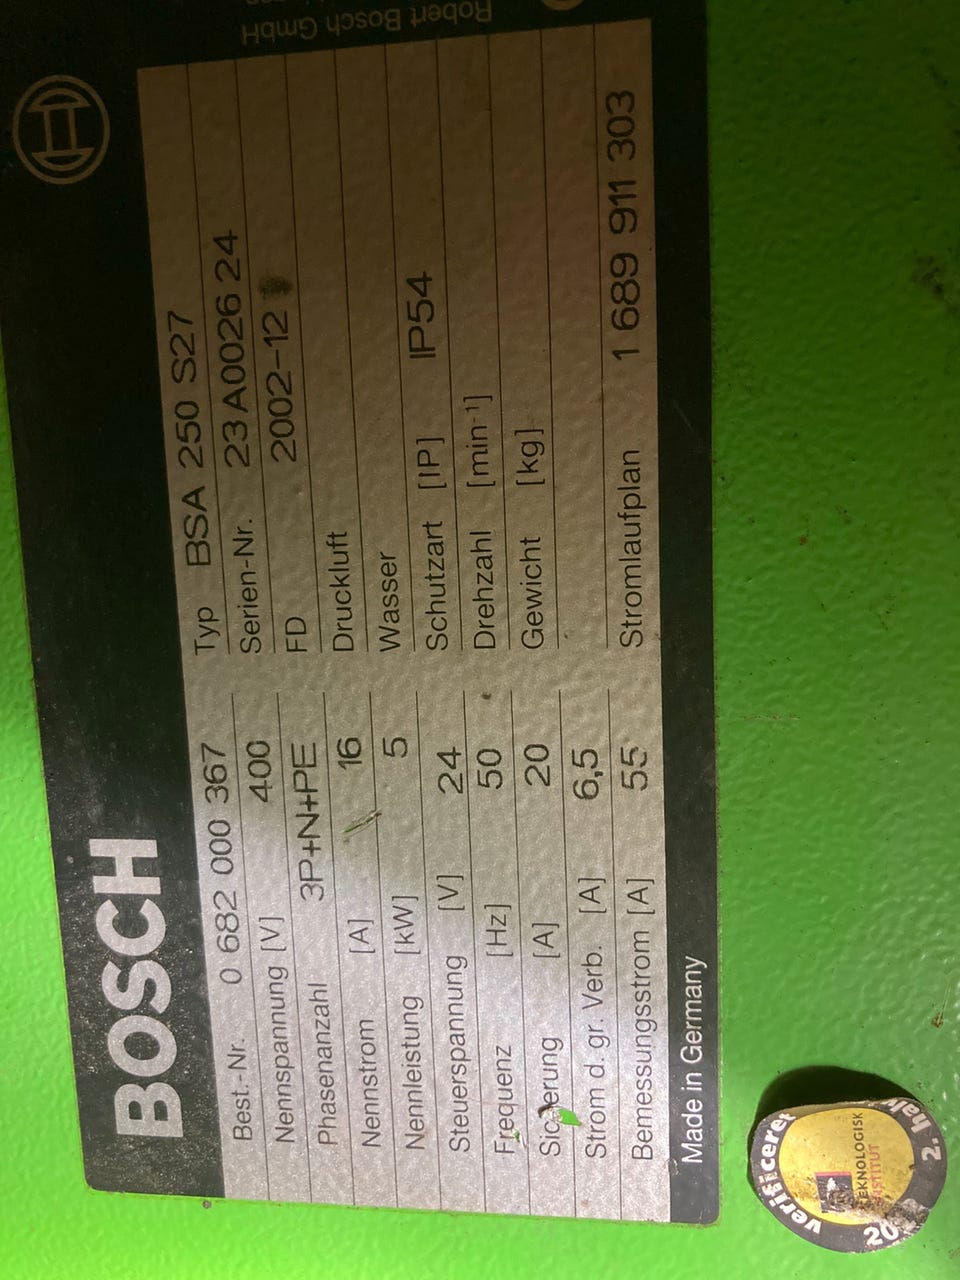 BOSCH
Best.-Nr. 0 682 000 367
Nennspannung [V] 400
Phasenanzahl 3P+N+PE
Nennstrom [A] 16
Nennleistung [kW] 5
Steuerspannung [V] 24
Frequenz [Hz] 50
Sicherung [A] 20
Strom d. gr. Verb. [A] 6,5
Bemessungsstrom [A] 55
Typ BSA 250 S27
Serien-Nr. 23A0026 24
FD 2002-12
Druckluft
Wasser
Schutzart [IP] IP54
Drehzahl [min-¹]
Gewicht [kg]
Stromlaufplan 1 689 911 303
Made in Germany
Robert Bosch GmbH
verificeret
TEKNOLOGISK
INSTITUT
2.